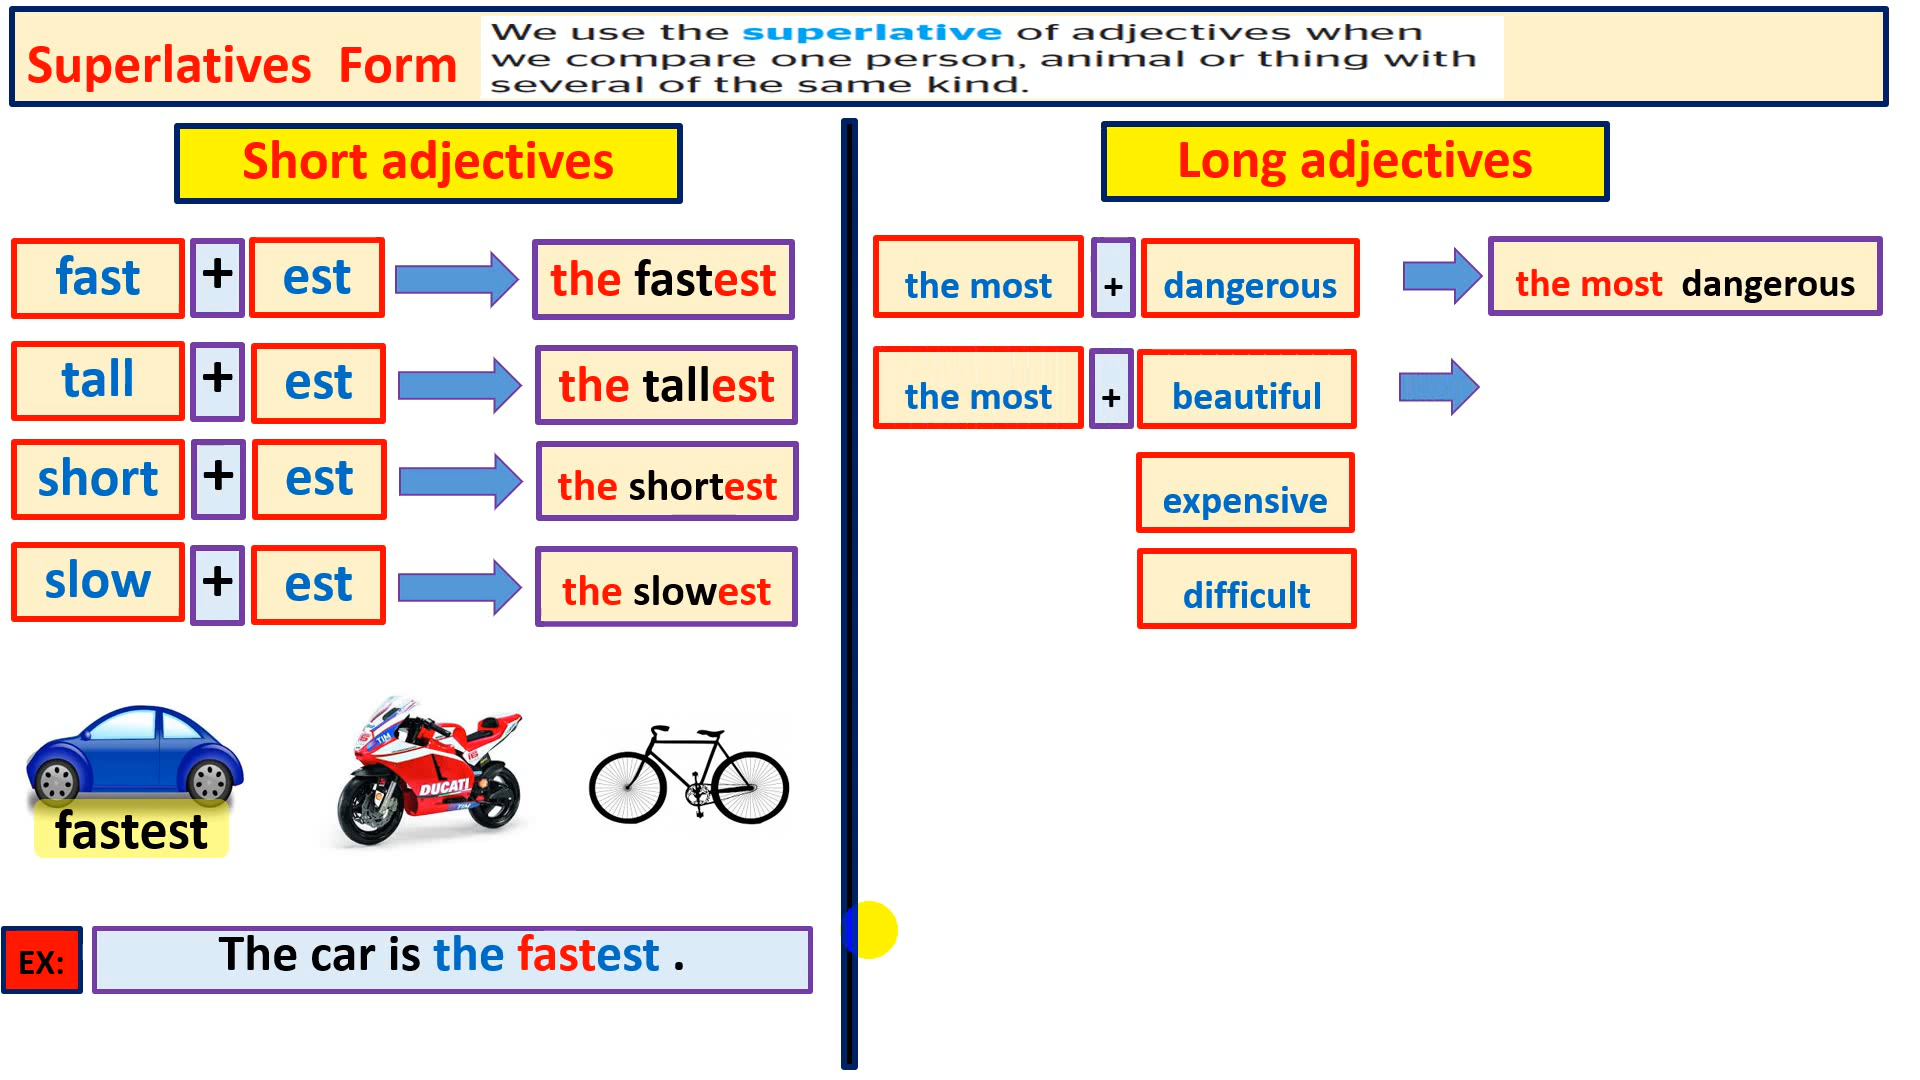 Superlatives Form
We use the superlative of adjectives when
we compare one person, animal or thing with
several of the same kind.
Short adjectives
fast + est the fastest
tall + est the tallest
short + est the shortest
slow + est the slowest
TIM
DUCATI
TIM
fastest
EX: The car is the fastest .
Long adjectives
the most + dangerous the most dangerous
the most + beautiful
expensive
difficult